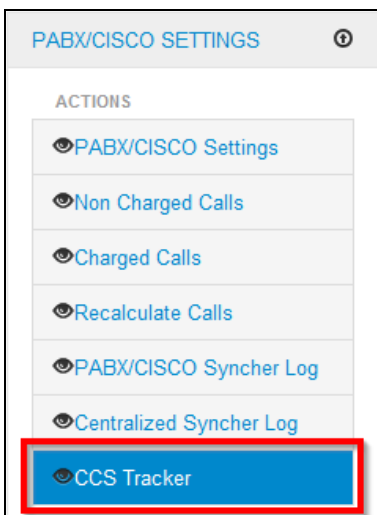 PABX/CISCO SETTINGS
ACTIONS
PABX/CISCO Settings
Non Charged Calls
Charged Calls
Recalculate Calls
PABX/CISCO Syncher Log
Centralized Syncher Log
CCS Tracker